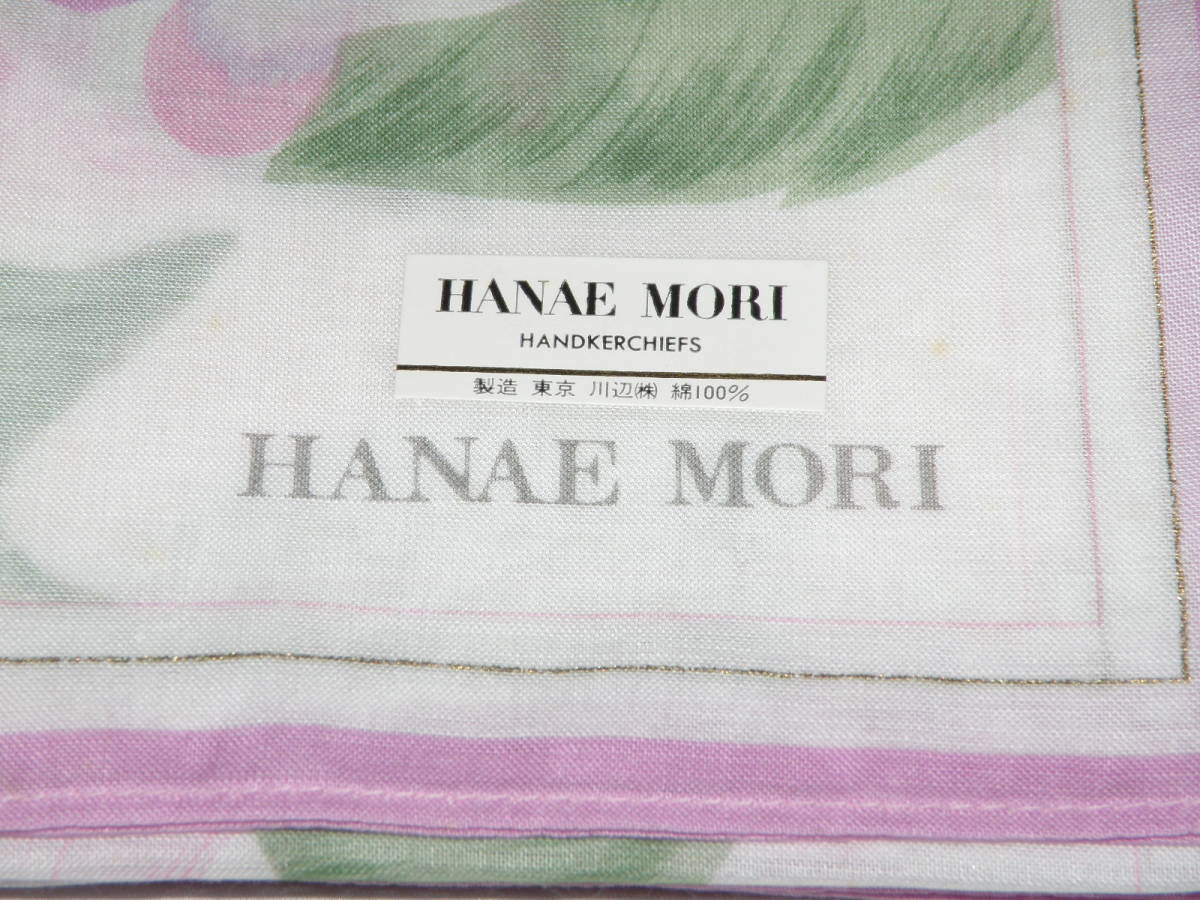 HANAE MORI
HANDKERCHIEFS
製造 東京 川辺㈱ 綿100%
HANAE MORI